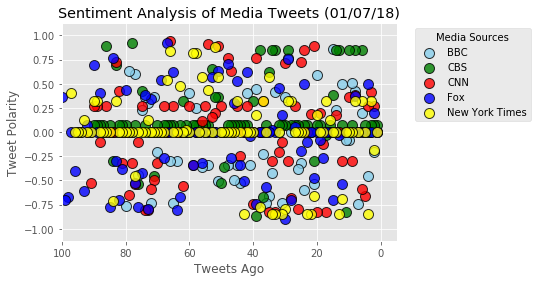 Sentiment Analysis of Media Tweets (01/07/18)
Media Sources
BBC
CBS
CNN
Fox
New York Times
Tweet Polarity
1.00
0.75
0.50
0.25
0.00
−0.25
−0.50
−0.75
−1.00
100 80 60 40 20 0
Tweets Ago